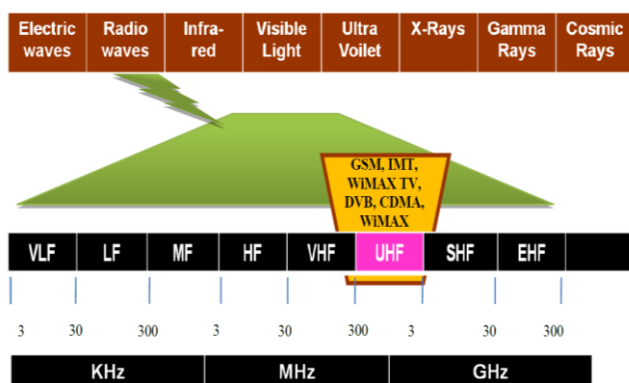 Electric waves Radio waves Infra-red Visible Light Ultra Voilet X-Rays Gamma Rays Cosmic Rays
GSM, IMT,
WiMAX TV,
DVB, CDMA,
WiMAX
VLF LF MF HF VHF UHF SHF EHF
3 30 300 3 30 300 3 30 300
KHz MHz GHz